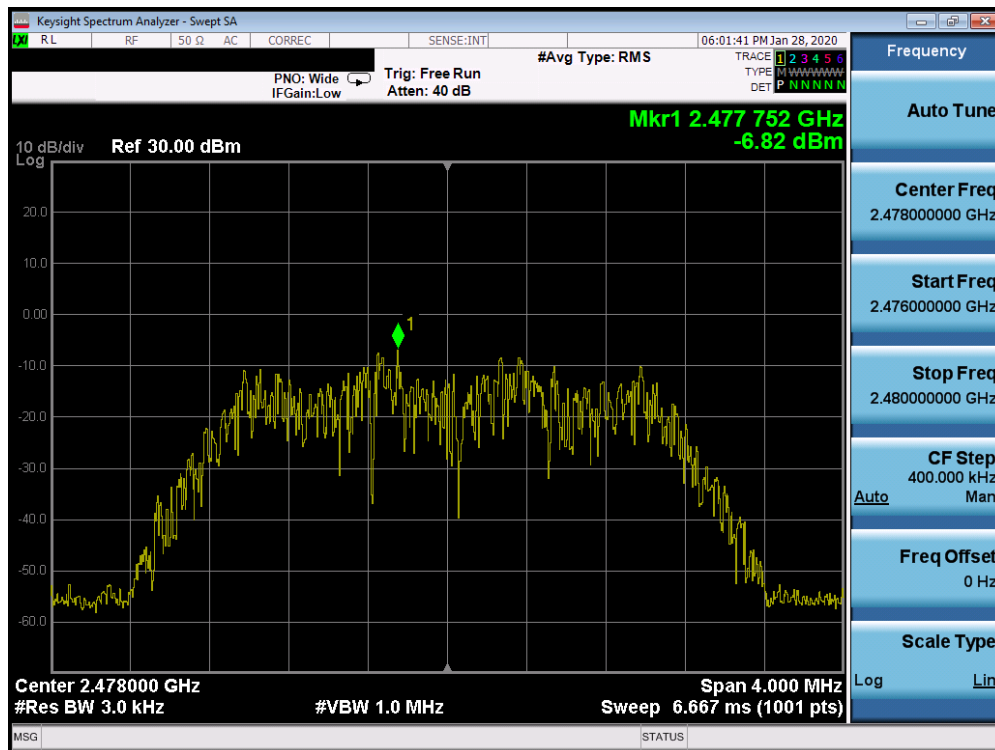 Keysight Spectrum Analyzer - Swept SA
LXI RL RF 50 Ω AC CORREC SENSE:INT 06:01:41 PM Jan 28, 2020
PNO: Wide Trig: Free Run #Avg Type: RMS TRACE 1 2 3 4 5 6
IFGain:Low Atten: 40 dB TYPE M WWWWWW
DET P N N N N N
Mkr1 2.477 752 GHz
-6.82 dBm
10 dB/div Ref 30.00 dBm
Log
20.0
10.0
0.00
-10.0
-20.0
-30.0
-40.0
-50.0
-60.0
1
Center 2.478000 GHz Span 4.000 MHz
#Res BW 3.0 kHz #VBW 1.0 MHz Sweep 6.667 ms (1001 pts)
MSG STATUS
Frequency
Auto Tune
Center Freq
2.478000000 GHz
Start Freq
2.476000000 GHz
Stop Freq
2.480000000 GHz
CF Step
400.000 kHz
Auto Man
Freq Offset
0 Hz
Scale Type
Log Lin